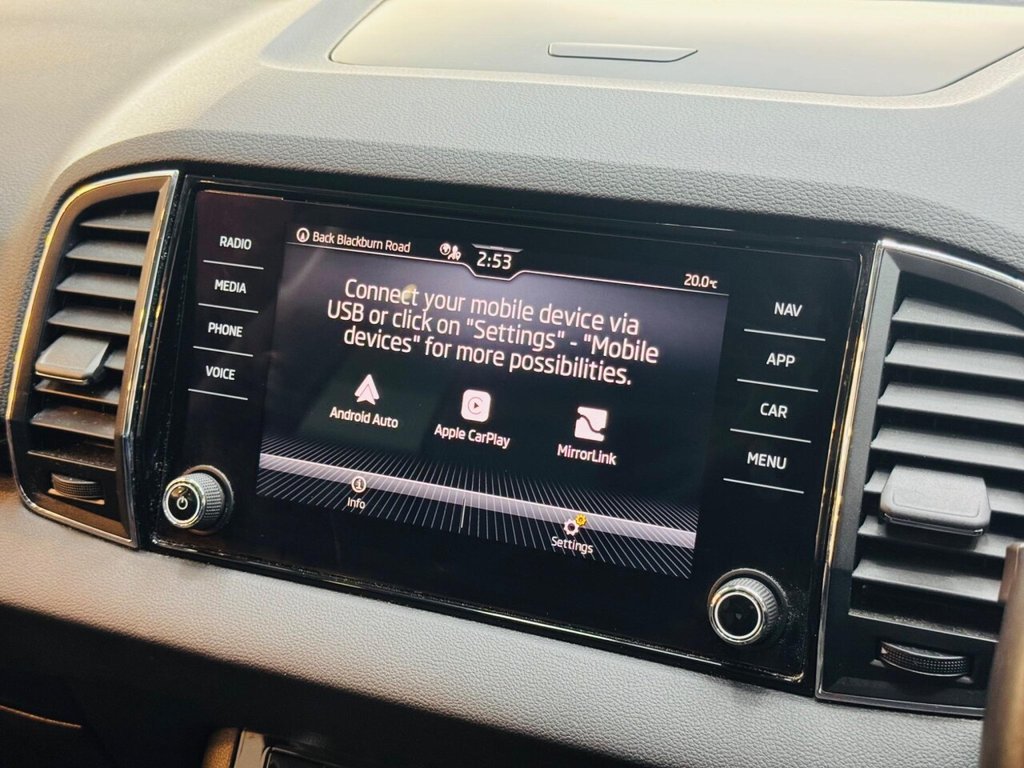 RADIO
MEDIA
PHONE
VOICE
Back Blackburn Road
2:53
20.0°C
Connect your mobile device via
USB or click on "Settings" - "Mobile
devices" for more possibilities.
Android Auto
Apple CarPlay
MirrorLink
Info
Settings
NAV
APP
CAR
MENU